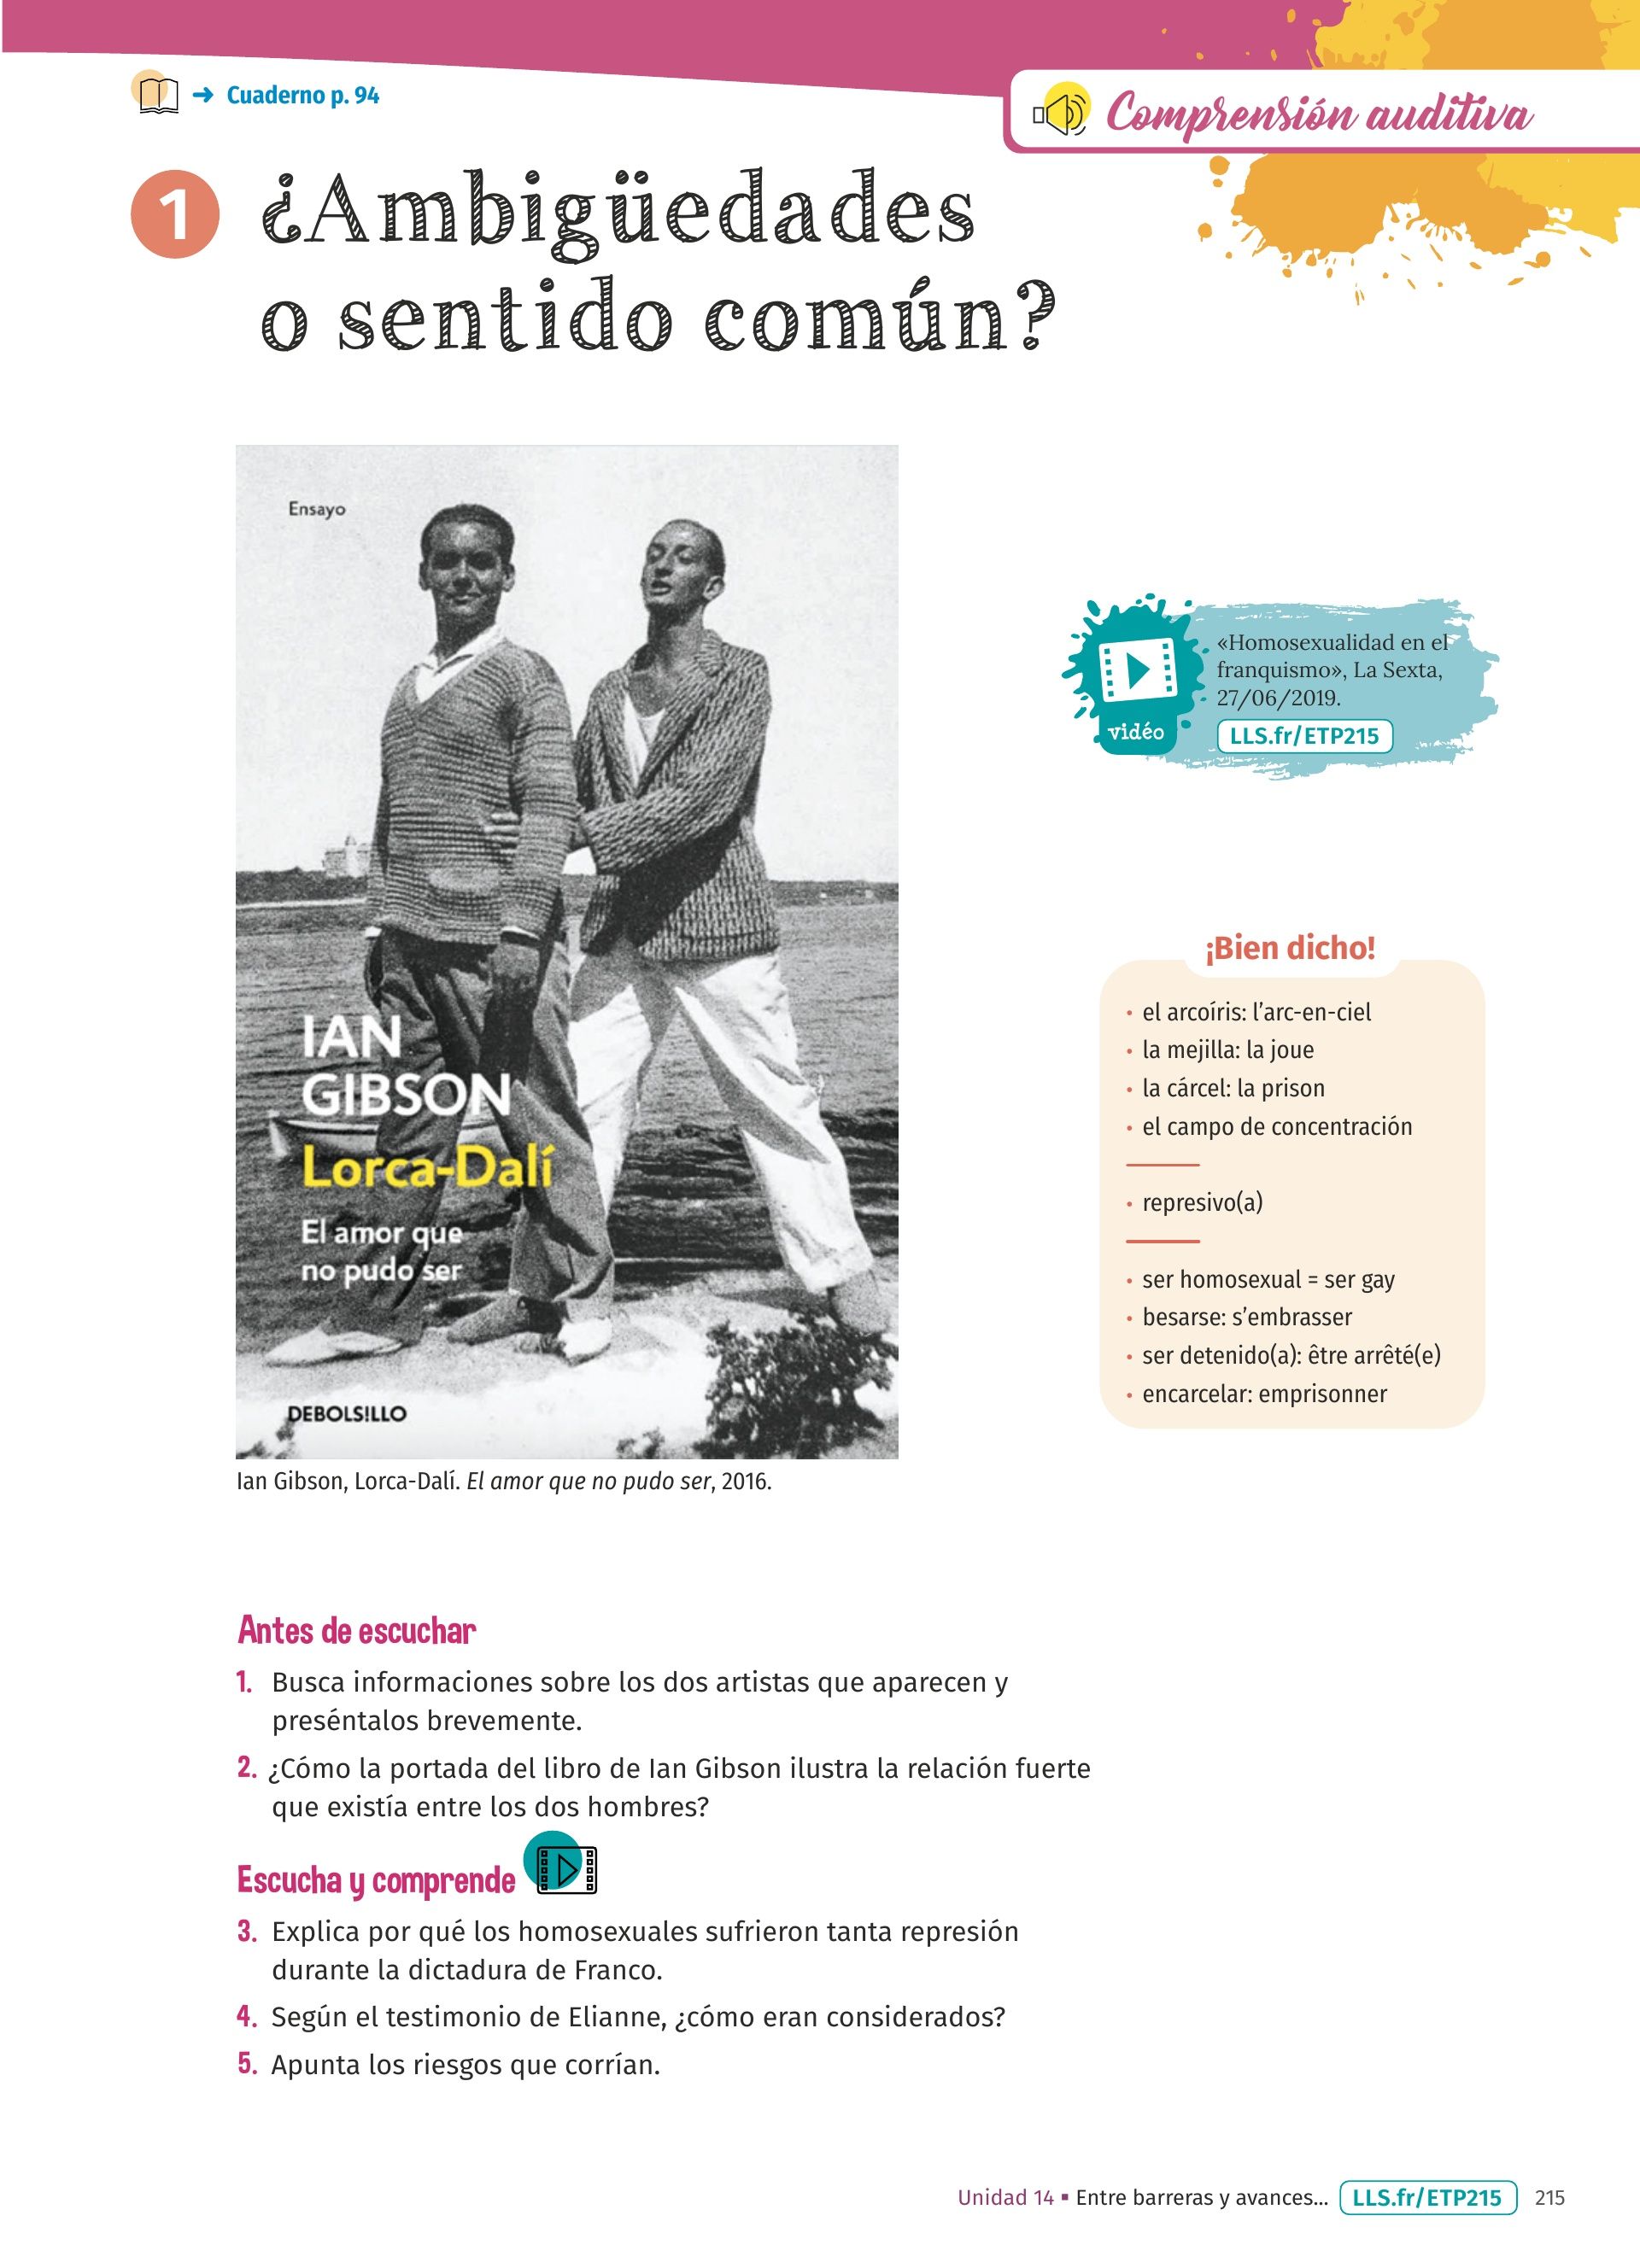 → Cuaderno p. 94
Comprensión auditiva
1 ¿Ambigüedades
o sentido común?
Ensayo
IAN
GIBSON
Lorca-Dalí
El amor que
no pudo ser
DEBOLS!LLO
Ian Gibson, Lorca-Dalí. El amor que no pudo ser, 2016.
vidéo
«Homosexualidad en el
franquismo», La Sexta,
27/06/2019.
LLS.fr/ETP215
¡Bien dicho!
• el arcoíris: l’arc-en-ciel
• la mejilla: la joue
• la cárcel: la prison
• el campo de concentración
• represivo(a)
• ser homosexual = ser gay
• besarse: s’embrasser
• ser detenido(a): être arrêté(e)
• encarcelar: emprisonner
Antes de escuchar
1. Busca informaciones sobre los dos artistas que aparecen y
preséntalos brevemente.
2. ¿Cómo la portada del libro de Ian Gibson ilustra la relación fuerte
que existía entre los dos hombres?
Escucha y comprende
3. Explica por qué los homosexuales sufrieron tanta represión
durante la dictadura de Franco.
4. Según el testimonio de Elianne, ¿cómo eran considerados?
5. Apunta los riesgos que corrían.
Unidad 14 ▪ Entre barreras y avances... LLS.fr/ETP215 215